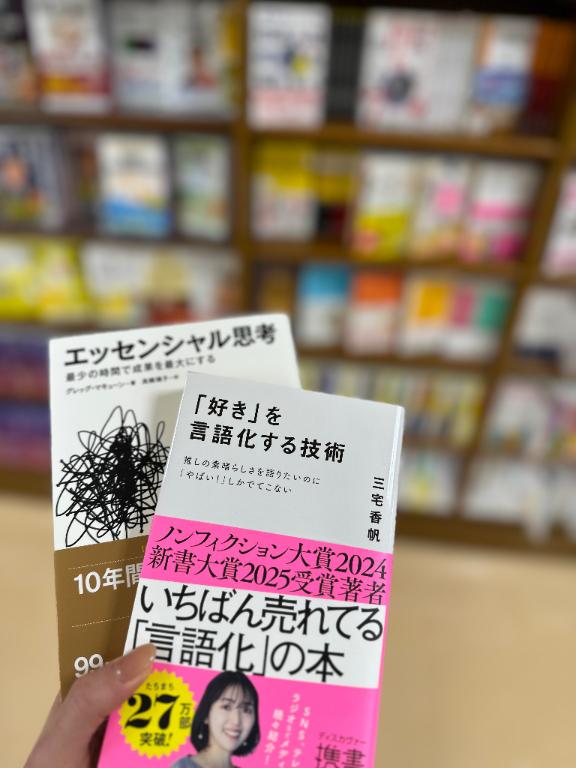 エッセンシャル思考
最少の時間で成果を最大にする
グレッグ・マキューン 著 高橋璃子 訳
10年間
99
「好き」を
言語化する技術
推しの素晴らしさを語りたいのに
「やばい!」しかでてこない
三宅香帆
ノンフィクション大賞2024
新書大賞2025受賞著者
いちばん売れてる
「言語化」の本
たちまち
27万部
突破!
SNS、テレ
ラジオなどメディ
続々紹介!
ディスカヴァー
携書